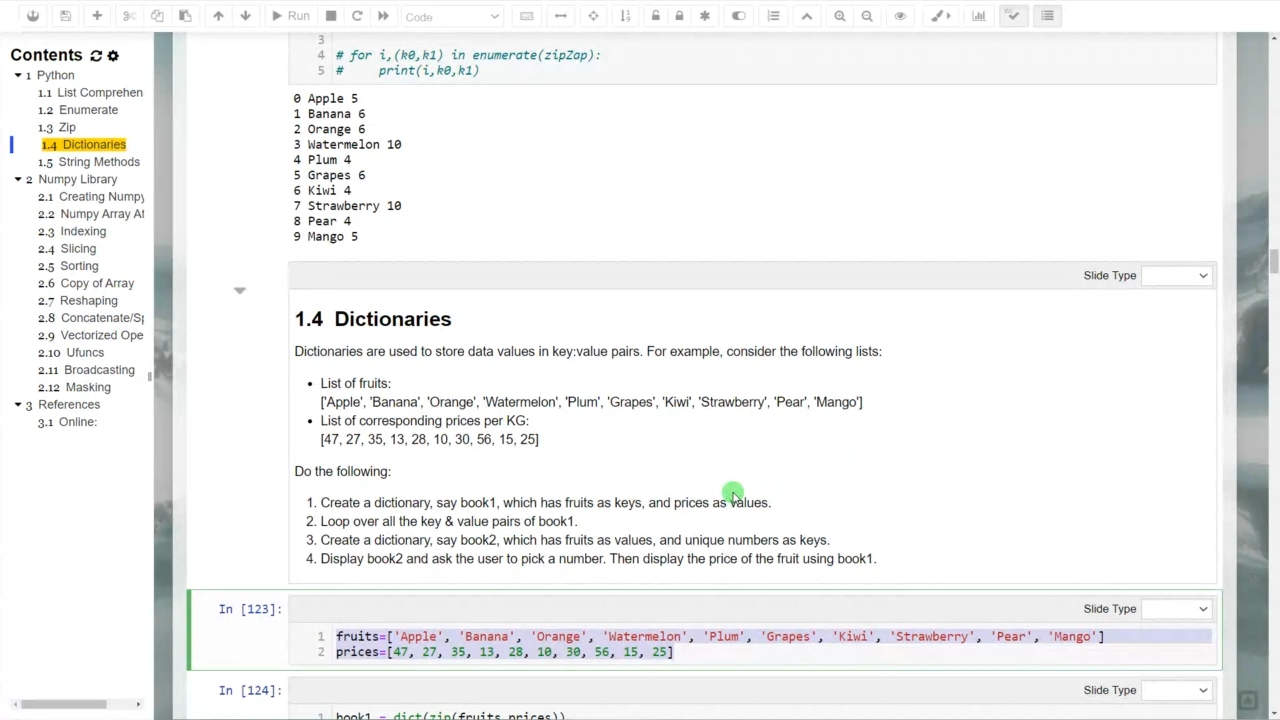 Run
Code
Contents
1 Python
1.1 List Comprehen
1.2 Enumerate
1.3 Zip
1.4 Dictionaries
1.5 String Methods
2 Numpy Library
2.1 Creating Numpy
2.2 Numpy Array At
2.3 Indexing
2.4 Slicing
2.5 Sorting
2.6 Copy of Array
2.7 Reshaping
2.8 Concatenate/Sp
2.9 Vectorized Ope
2.10 Ufuncs
2.11 Broadcasting
2.12 Masking
3 References
3.1 Online:
3
4 # for i,(k0,k1) in enumerate(zipZap):
5 #     print(i,k0,k1)
0 Apple 5
1 Banana 6
2 Orange 6
3 Watermelon 10
4 Plum 4
5 Grapes 6
6 Kiwi 4
7 Strawberry 10
8 Pear 4
9 Mango 5
Slide Type
1.4 Dictionaries
Dictionaries are used to store data values in key:value pairs. For example, consider the following lists:
• List of fruits:
['Apple', 'Banana', 'Orange', 'Watermelon', 'Plum', 'Grapes', 'Kiwi', 'Strawberry', 'Pear', 'Mango']
• List of corresponding prices per KG:
[47, 27, 35, 13, 28, 10, 30, 56, 15, 25]
Do the following:
1. Create a dictionary, say book1, which has fruits as keys, and prices as values.
2. Loop over all the key & value pairs of book1.
3. Create a dictionary, say book2, which has fruits as values, and unique numbers as keys.
4. Display book2 and ask the user to pick a number. Then display the price of the fruit using book1.
In [123]:
Slide Type
1 fruits=['Apple', 'Banana', 'Orange', 'Watermelon', 'Plum', 'Grapes', 'Kiwi', 'Strawberry', 'Pear', 'Mango']
2 prices=[47, 27, 35, 13, 28, 10, 30, 56, 15, 25]
In [124]:
Slide Type
1 book1 = dict(zip(fruits,prices))